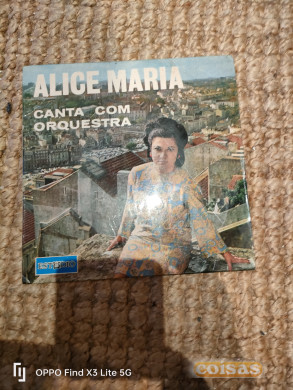 ALICE MARIA
CANTA COM
ORQUESTRA
OPPO Find X3 Lite 5G
coisas